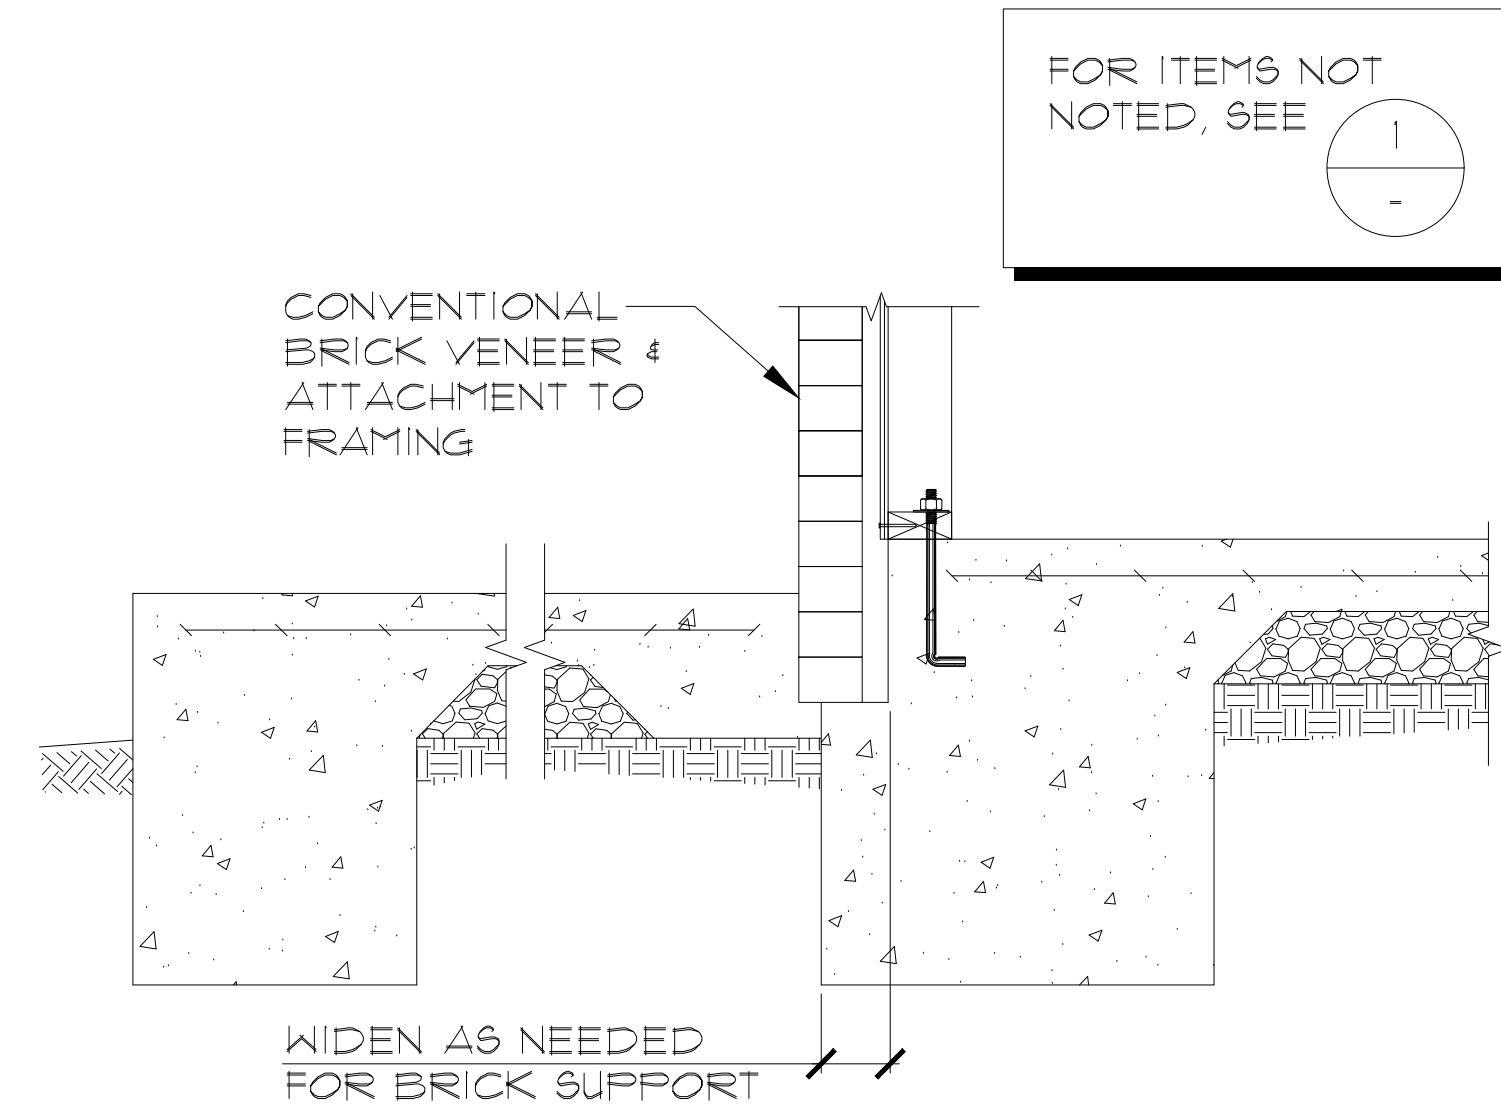 FOR ITEMS NOT
NOTED, SEE
1
-
CONVENTIONAL
BRICK VENEER &
ATTACHMENT TO
FRAMING
WIDEN AS NEEDED
FOR BRICK SUPPORT